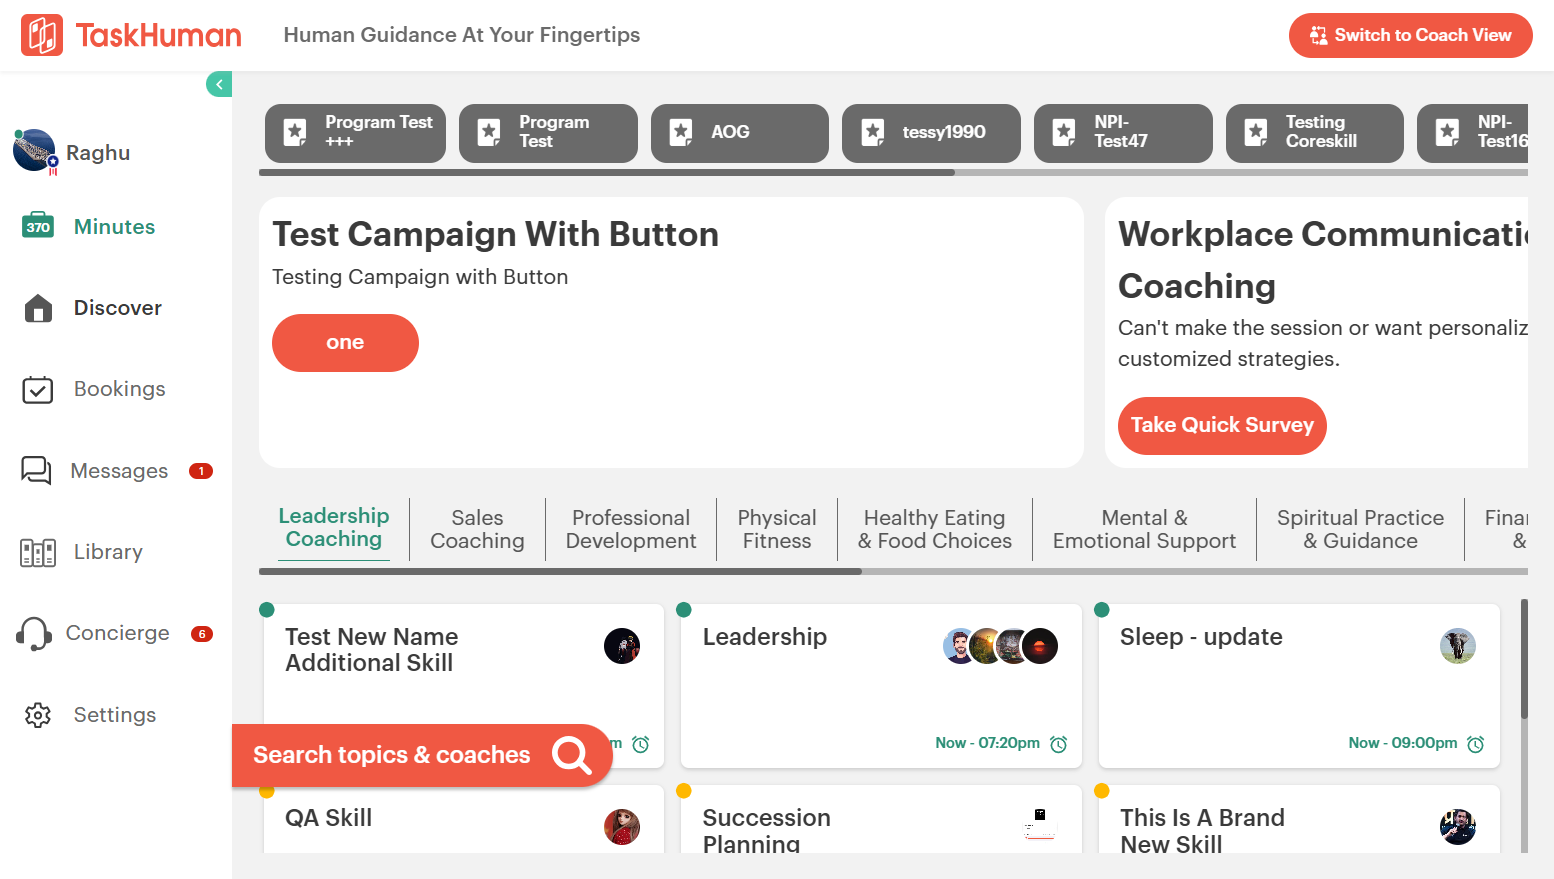 TaskHuman
Human Guidance At Your Fingertips
Switch to Coach View
Raghu
370
Minutes
Discover
Bookings
Messages
1
Library
Concierge
6
Settings
Program Test
+++
Program
Test
AOG
tessy1990
NPI-
Test47
Testing
Coreskill
NPI-
Test16
Test Campaign With Button
Testing Campaign with Button
one
Workplace Communicati
Coaching
Can't make the session or want personaliz
customized strategies.
Take Quick Survey
Leadership
Coaching
Sales
Coaching
Professional
Development
Physical
Fitness
Healthy Eating
& Food Choices
Mental &
Emotional Support
Spiritual Practice
& Guidance
Finan
&
Test New Name
Additional Skill
m
Leadership
Now - 07:20pm
Sleep - update
Now - 09:00pm
Search topics & coaches
QA Skill
Succession
Planning
This Is A Brand
New Skill